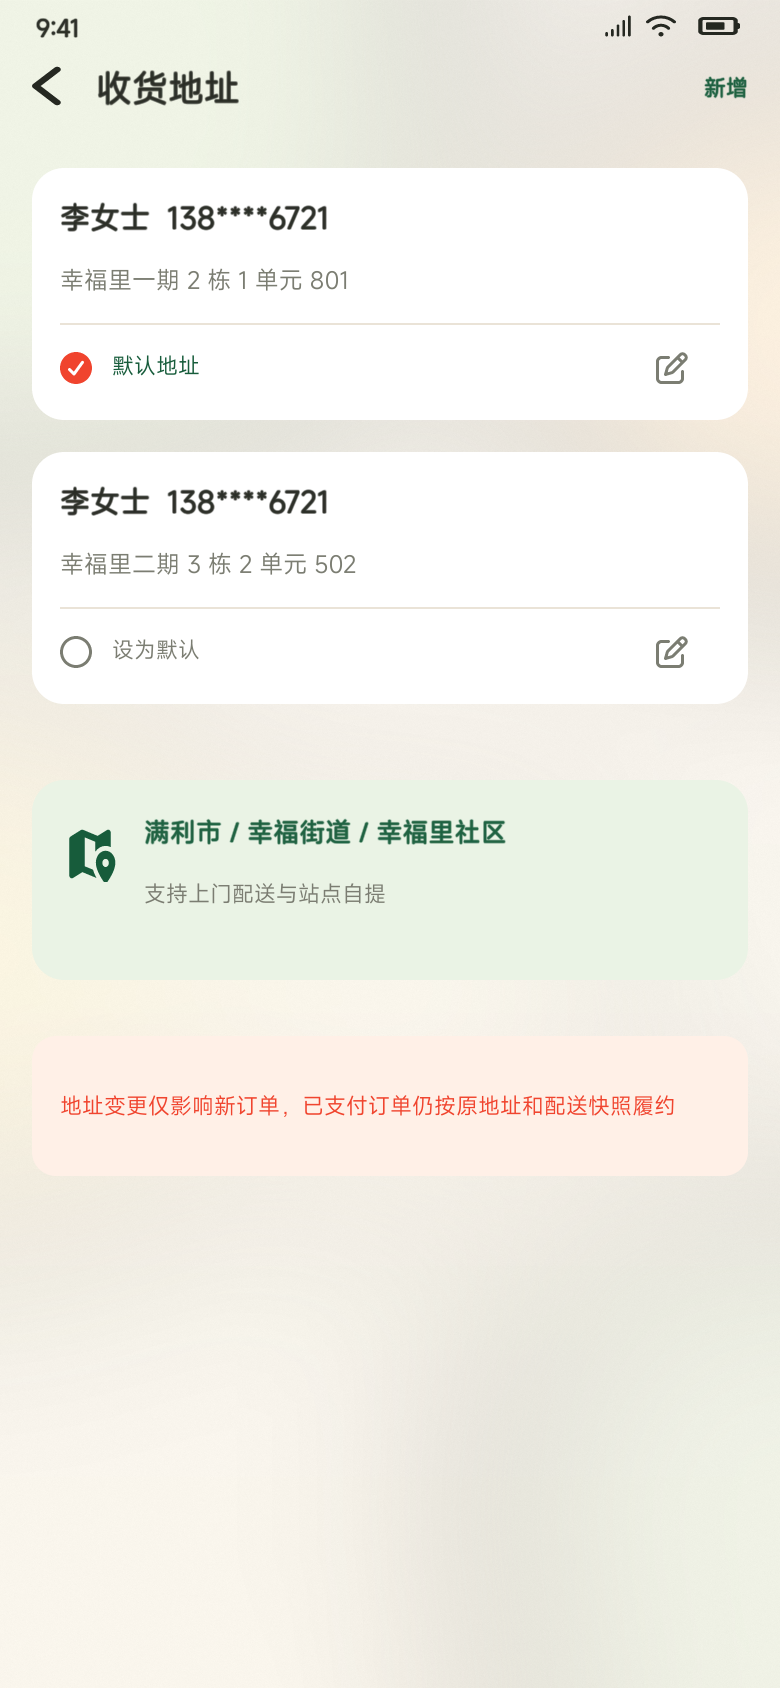 9:41
收货地址
新增
李女士 138****6721
幸福里一期 2 栋 1 单元 801
默认地址
李女士 138****6721
幸福里二期 3 栋 2 单元 502
设为默认
满利市 / 幸福街道 / 幸福里社区
支持上门配送与站点自提
地址变更仅影响新订单，已支付订单仍按原地址和配送快照履约